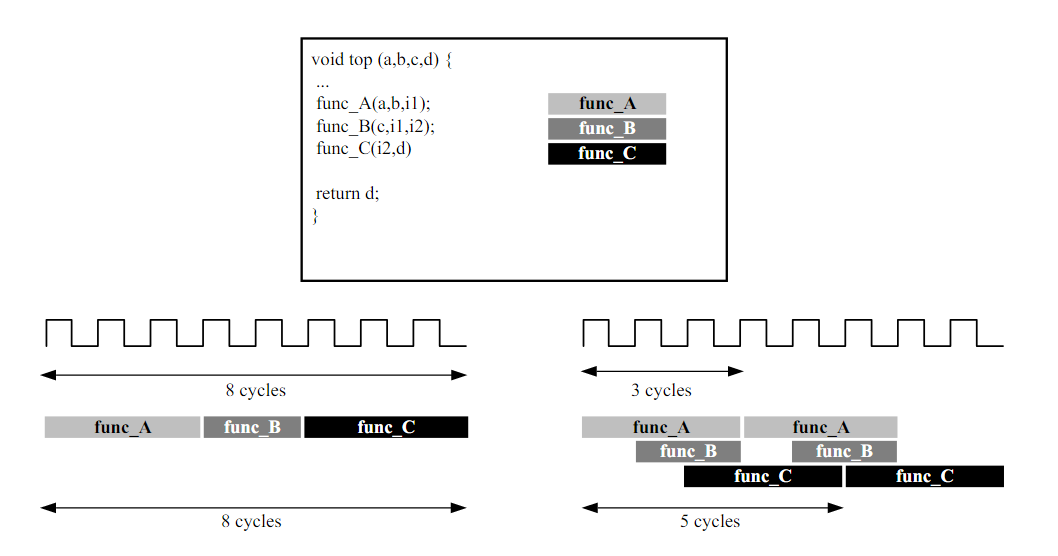 void top (a,b,c,d) {
...
func_A(a,b,i1);
func_B(c,i1,i2);
func_C(i2,d)
return d;
}
func_A
func_B
func_C
8 cycles
func_A func_B func_C
8 cycles
3 cycles
func_A func_A
func_B func_B
func_C func_C
5 cycles